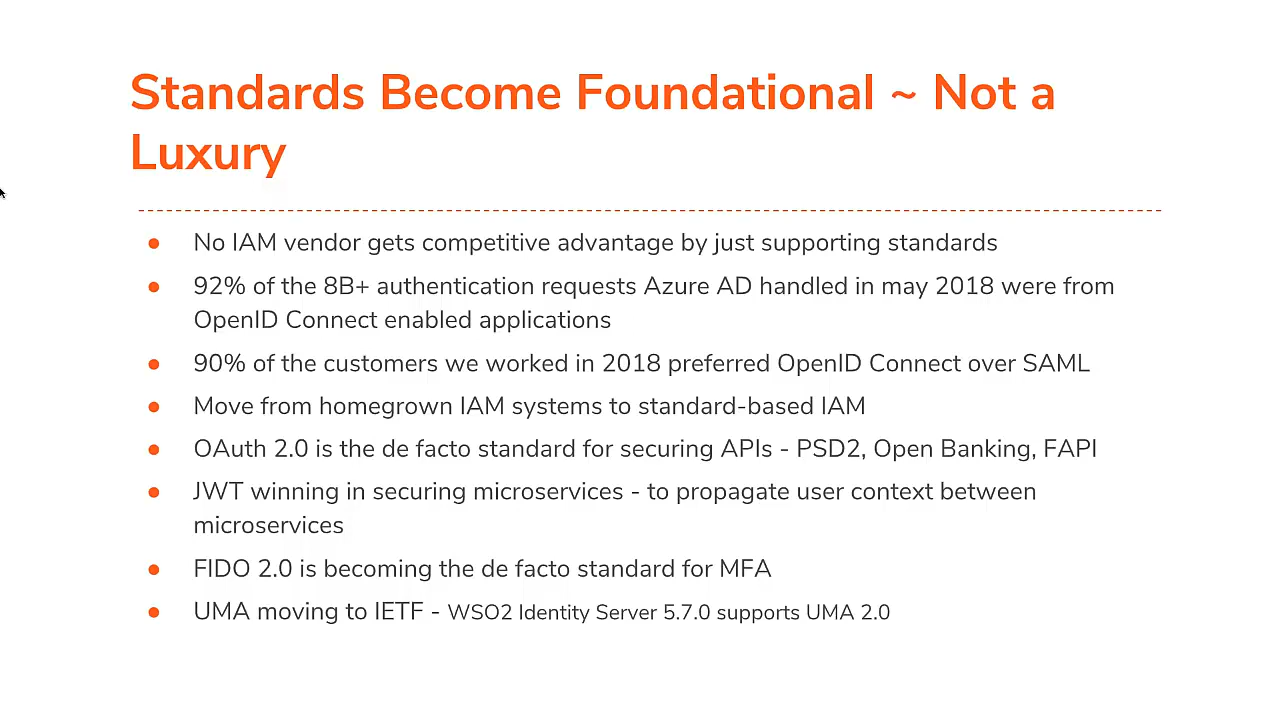 Standards Become Foundational ~ Not a
Luxury
● No IAM vendor gets competitive advantage by just supporting standards
● 92% of the 8B+ authentication requests Azure AD handled in may 2018 were from
OpenID Connect enabled applications
● 90% of the customers we worked in 2018 preferred OpenID Connect over SAML
● Move from homegrown IAM systems to standard-based IAM
● OAuth 2.0 is the de facto standard for securing APIs - PSD2, Open Banking, FAPI
● JWT winning in securing microservices - to propagate user context between
microservices
● FIDO 2.0 is becoming the de facto standard for MFA
● UMA moving to IETF - WSO2 Identity Server 5.7.0 supports UMA 2.0